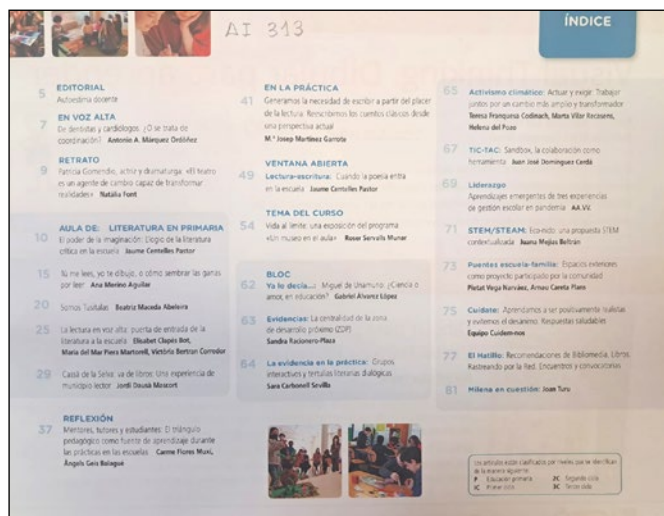 AI 313
ÍNDICE
5 EDITORIAL
Autoestima docente
7 EN VOZ ALTA
De dentistas y cardiólogos. ¿O se trata de
coordinación? Antonio A. Márquez Ordóñez
9 RETRATO
Patricia Gomendio, actriz y dramaturga: «El teatro
es un agente de cambio capaz de transformar
realidades» Natàlia Font
10 AULA DE: LITERATURA EN PRIMARIA
El poder de la imaginación: Elogio de la literatura
crítica en la escuela Jaume Centelles Pastor
15 Tú me lees, yo te dibujo, o cómo sembrar las ganas
por leer Ana Merino Aguilar
20 Somos Tusitalas Beatriz Maceda Abeleira
25 La lectura en voz alta: puerta de entrada de la
literatura a la escuela Elisabet Clapés Bot,
Maria del Mar Piera Martorell, Victòria Bertran Corredor
29 Cassà de la Selva: va de libros: Una experiencia de
municipio lector Jordi Dausà Mascort
37 REFLEXIÓN
Mentores, tutores y estudiantes: El triángulo
pedagógico como fuente de aprendizaje durante
las prácticas en las escuelas Carme Flores Muxí,
Àngels Geis Balagué
41 EN LA PRÁCTICA
Generamos la necesidad de escribir a partir del placer
de la lectura: Reescribimos los cuentos clásicos desde
una perspectiva actual
M.ª Josep Martínez Garrote
49 VENTANA ABIERTA
Lectura-escritura: Cuando la poesía entra
en la escuela Jaume Centelles Pastor
54 TEMA DEL CURSO
Vida al límite: una exposición del programa
«Un museo en el aula» Roser Servalls Munar
BLOC
62 Ya lo decía...: Miguel de Unamuno: ¿Ciencia o
amor, en educación? Gabriel Álvarez López
63 Evidencias: La centralidad de la zona
de desarrollo próximo (ZDP)
Sandra Racionero-Plaza
64 La evidencia en la práctica: Grupos
interactivos y tertulias literarias dialógicas
Sara Carbonell Sevilla
65 Activismo climático: Actuar y exigir: Trabajar
juntos por un cambio más amplio y transformador
Teresa Franquesa Codinach, Marta Vilar Recasens,
Helena del Pozo
67 TIC-TAC: Sandbox, la colaboración como
herramienta Juan José Domínguez Cerdà
69 Liderazgo
Aprendizajes emergentes de tres experiencias
de gestión escolar en pandemia AA.VV.
71 STEM/STEAM: Eco-nido: una propuesta STEM
contextualizada Juana Mejías Beltrán
73 Puentes escuela-familia: Espacios exteriores
como proyecto participado por la comunidad
Pietat Vega Narváez, Arnau Careta Plans
75 Cuídate: Aprendamos a ser positivamente realistas
y evitemos el desánimo. Respuestas saludables
Equipo Cuidem-nos
77 El Hatillo: Recomendaciones de Bibliomedia. Libros.
Rastreando por la Red. Encuentros y convocatorias
81 Milena en cuestión: Joan Turu
Los artículos están clasificados por niveles que se identifican
de la manera siguiente:
P Educación primaria 2C Segundo ciclo
1C Primer ciclo 3C Tercer ciclo